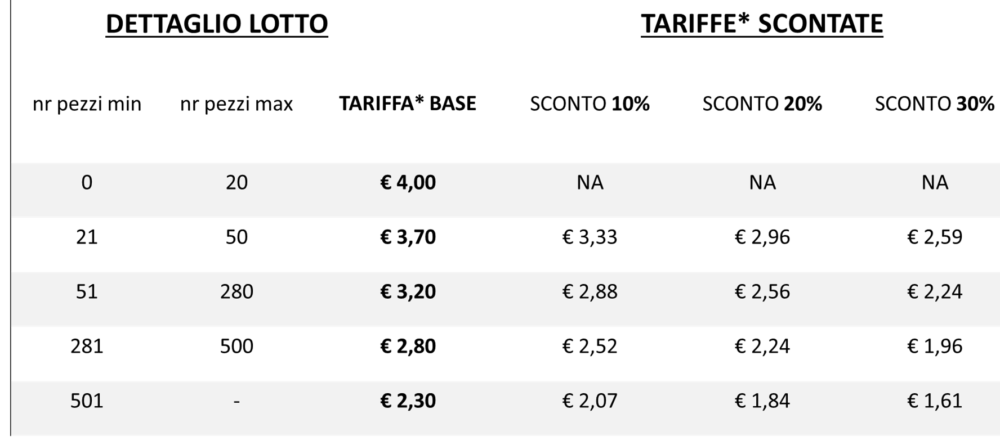 DETTAGLIO LOTTO TARIFFE* SCONTATE
nr pezzi min nr pezzi max TARIFFA* BASE SCONTO 10% SCONTO 20% SCONTO 30%
0 20 € 4,00 NA NA NA
21 50 € 3,70 € 3,33 € 2,96 € 2,59
51 280 € 3,20 € 2,88 € 2,56 € 2,24
281 500 € 2,80 € 2,52 € 2,24 € 1,96
501 - € 2,30 € 2,07 € 1,84 € 1,61